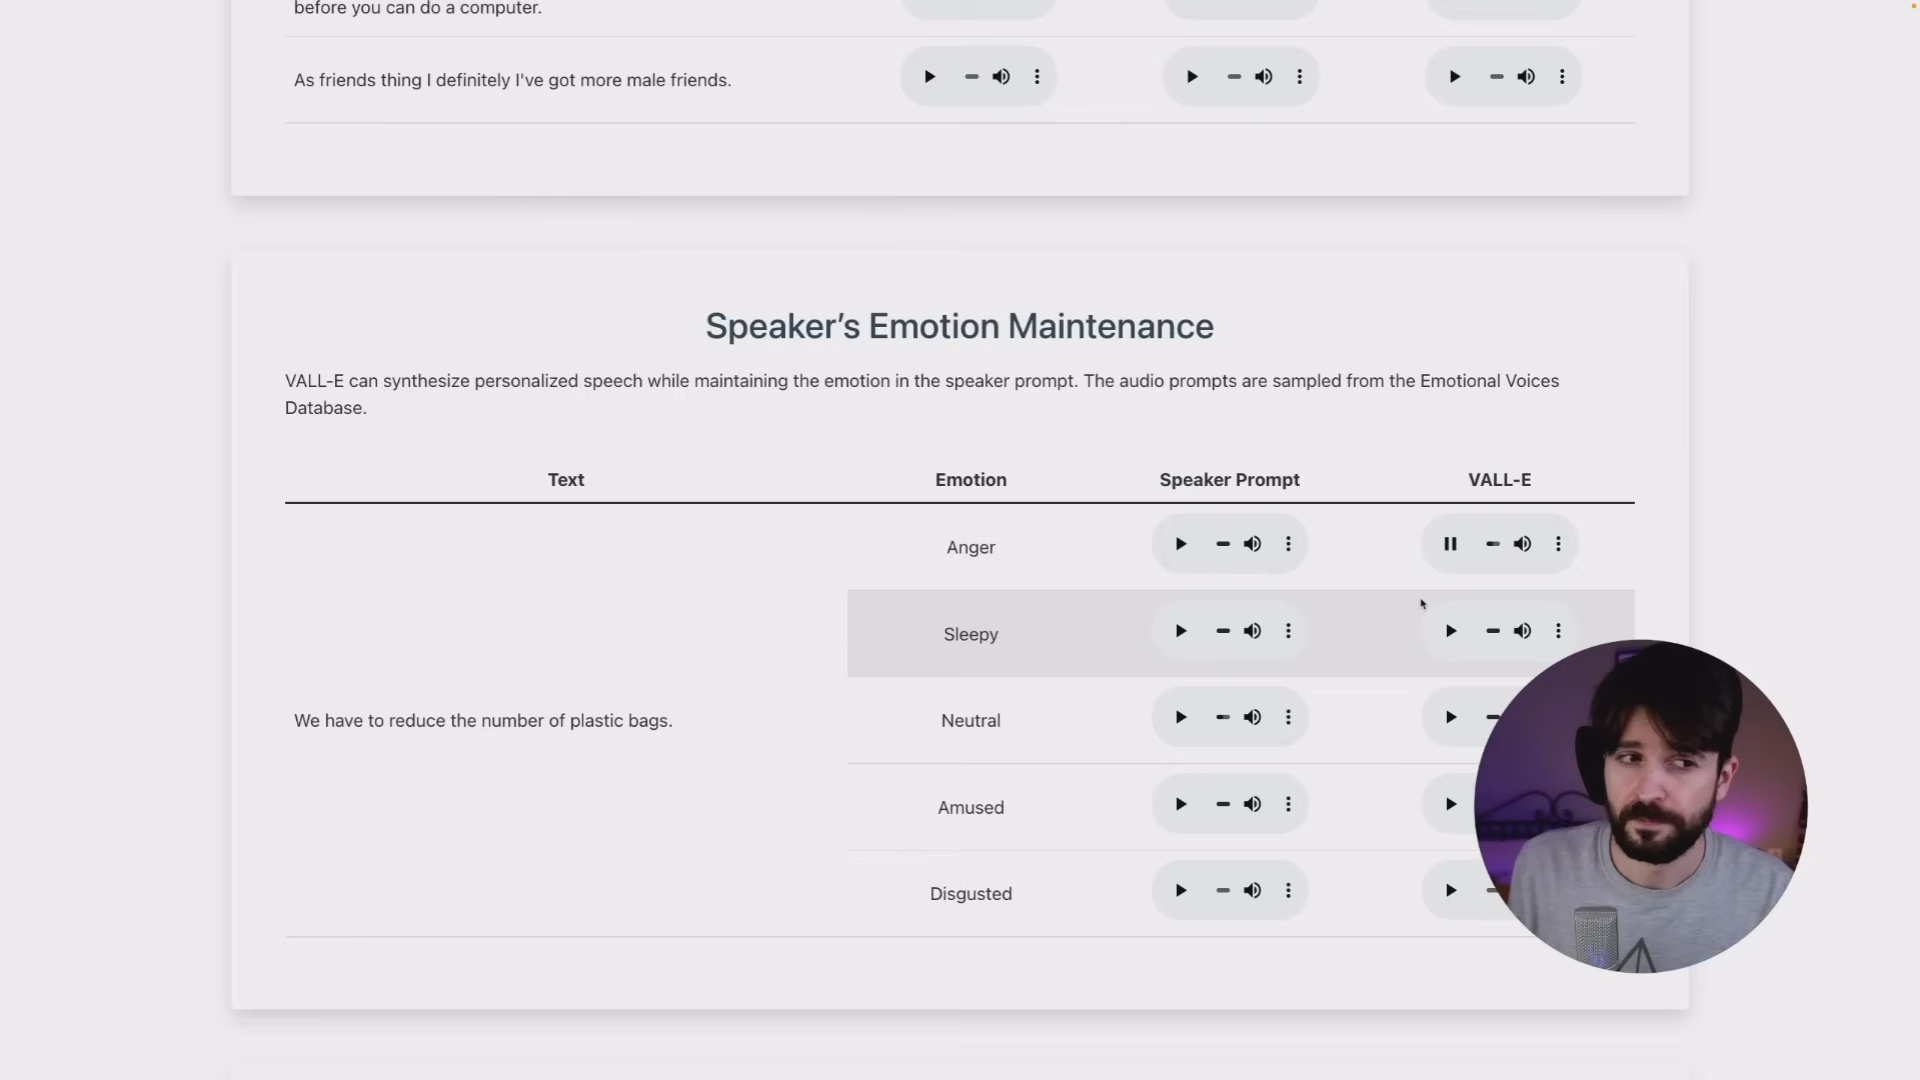 before you can do a computer.
As friends thing I definitely I've got more male friends.
Speaker's Emotion Maintenance
VALL-E can synthesize personalized speech while maintaining the emotion in the speaker prompt. The audio prompts are sampled from the Emotional Voices
Database.
Text Emotion Speaker Prompt VALL-E
Anger
Sleepy
We have to reduce the number of plastic bags. Neutral
Amused
Disgusted